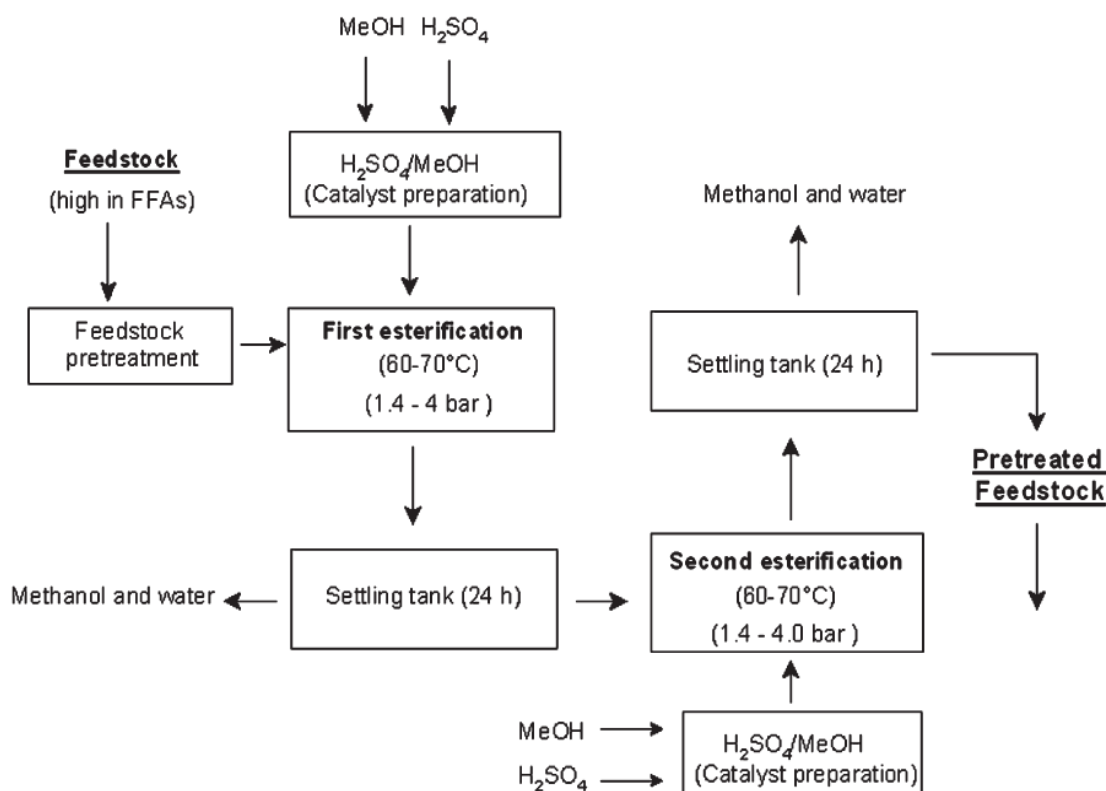 MeOH H₂SO₄
H₂SO₄/MeOH
(Catalyst preparation)
Feedstock
(high in FFAs)
Feedstock
pretreatment
First esterification
(60-70°C)
(1.4 - 4 bar )
Methanol and water
Settling tank (24 h)
Pretreated
Feedstock
Methanol and water
Settling tank (24 h)
Second esterification
(60-70°C)
(1.4 - 4.0 bar )
MeOH
H₂SO₄
H₂SO₄/MeOH
(Catalyst preparation)